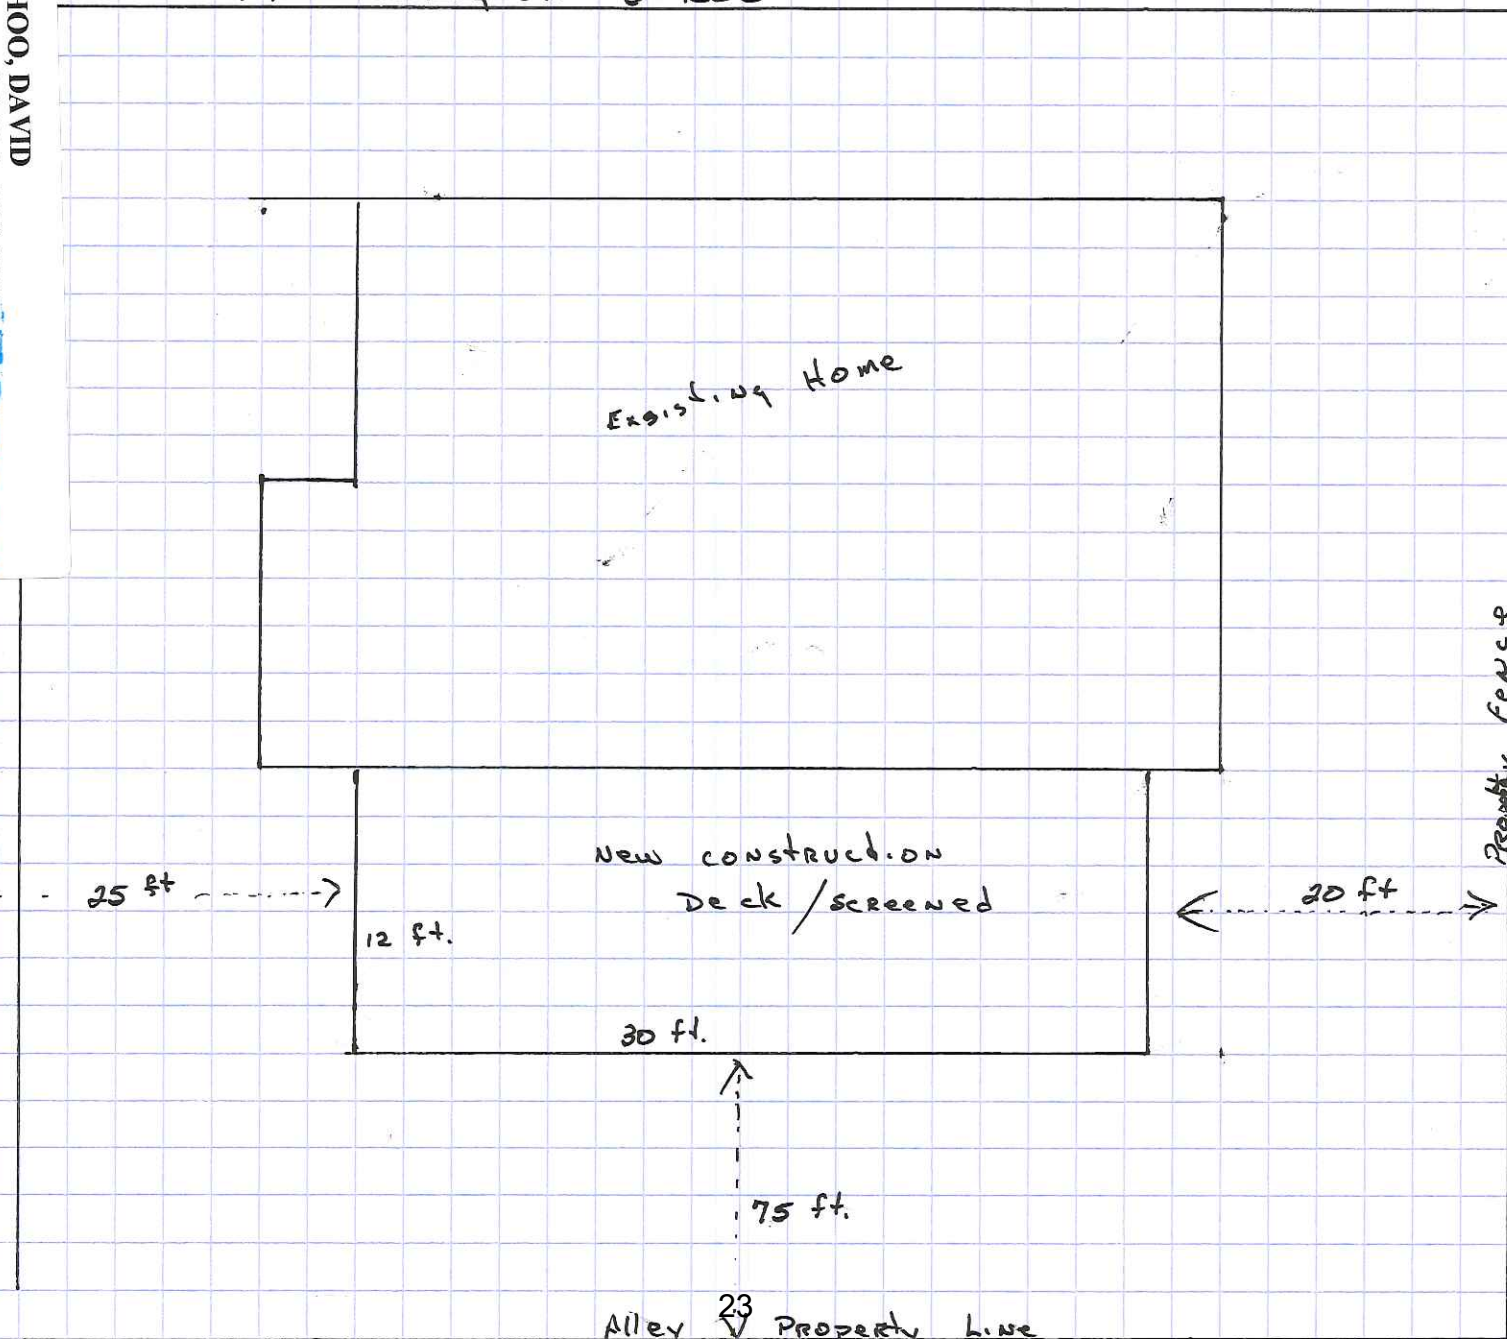 HOO, DAVID
Exsisting Home
Property Fence
New construction
Deck / screened
25 ft
20 ft
12 ft.
30 ft.
75 ft.
23
Alley Property Line